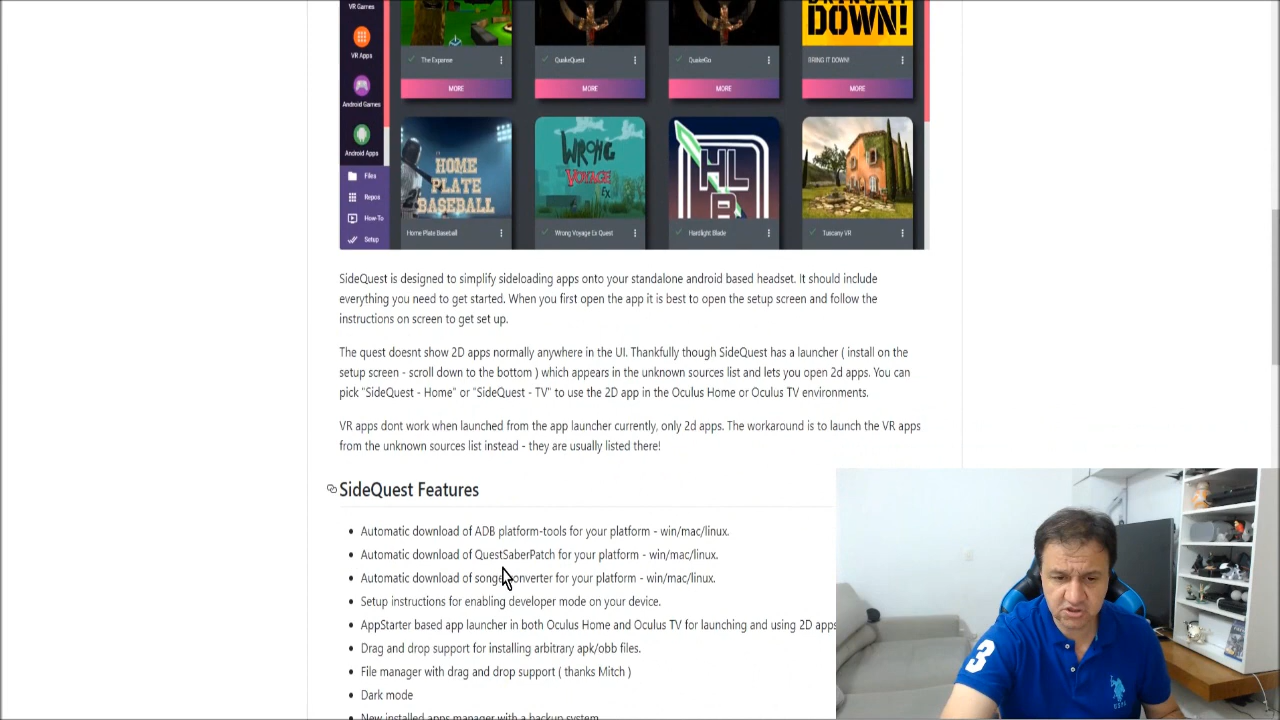 VR Games
BRING IT
DOWN!
VR Apps
The Expanse
QuakeQuest
QuakeGo
BRING IT DOWN!
MORE
MORE
MORE
MORE
Android Games
Android Apps
HOME
PLATE
BASEBALL
WRONG
VOYAGE
EX
HL
B
Files
Repos
How-To
Setup
Home Plate Baseball
Wrong Voyage Ex Quest
Hardlight Blade
Tuscany VR
SideQuest is designed to simplify sideloading apps onto your standalone android based headset. It should include
everything you need to get started. When you first open the app it is best to open the setup screen and follow the
instructions on screen to get set up.
The quest doesnt show 2D apps normally anywhere in the UI. Thankfully though SideQuest has a launcher ( install on the
setup screen - scroll down to the bottom ) which appears in the unknown sources list and lets you open 2d apps. You can
pick "SideQuest - Home" or "SideQuest - TV" to use the 2D app in the Oculus Home or Oculus TV environments.
VR apps dont work when launched from the app launcher currently, only 2d apps. The workaround is to launch the VR apps
from the unknown sources list instead - they are usually listed there!
SideQuest Features
• Automatic download of ADB platform-tools for your platform - win/mac/linux.
• Automatic download of QuestSaberPatch for your platform - win/mac/linux.
• Automatic download of songe-converter for your platform - win/mac/linux.
• Setup instructions for enabling developer mode on your device.
• AppStarter based app launcher in both Oculus Home and Oculus TV for launching and using 2D apps
• Drag and drop support for installing arbitrary apk/obb files.
• File manager with drag and drop support ( thanks Mitch )
• Dark mode
• New installed apps manager with a backup system
3